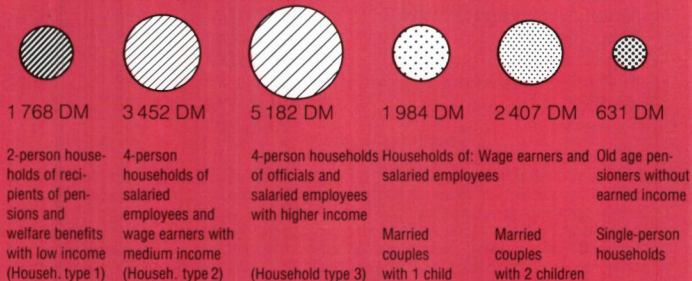 1 768 DM 3 452 DM 5 182 DM 1 984 DM 2 407 DM 631 DM
2-person house-
holds of reci-
pients of pen-
sions and
welfare benefits
with low income
(Househ. type 1)
4-person
households of
salaried
employees and
wage earners with
medium income
(Househ. type 2)
4-person households
of officials and
salaried employees
with higher income
(Household type 3)
Households of: Wage earners and
salaried employees
Married
couples
with 1 child
Married
couples
with 2 children
Old age pen-
sioners without
earned income
Single-person
households